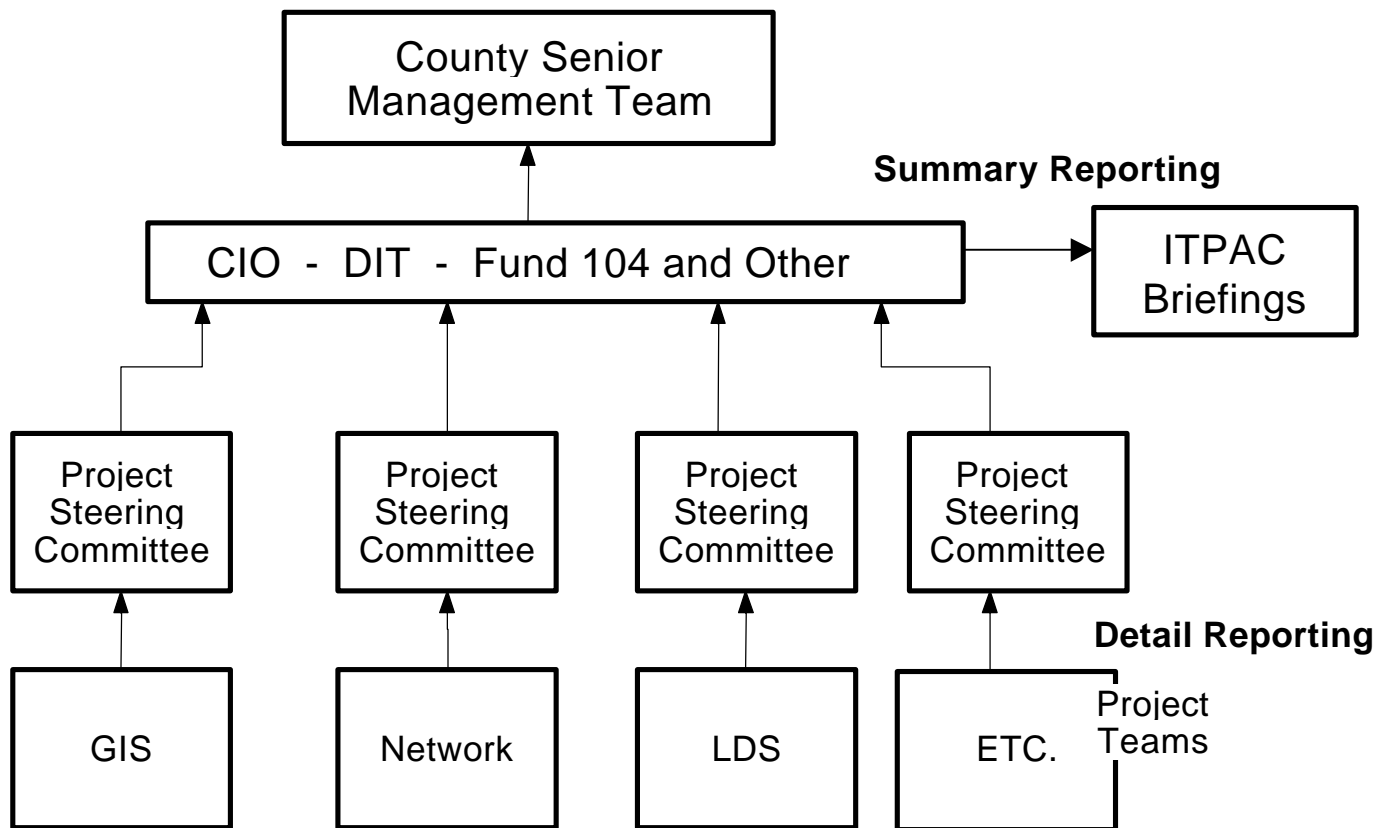 County Senior
Management Team
Summary Reporting
CIO - DIT - Fund 104 and Other
ITPAC
Briefings
Project
Steering
Committee
Project
Steering
Committee
Project
Steering
Committee
Project
Steering
Committee
Detail Reporting
GIS
Network
LDS
ETC.
Project
Teams